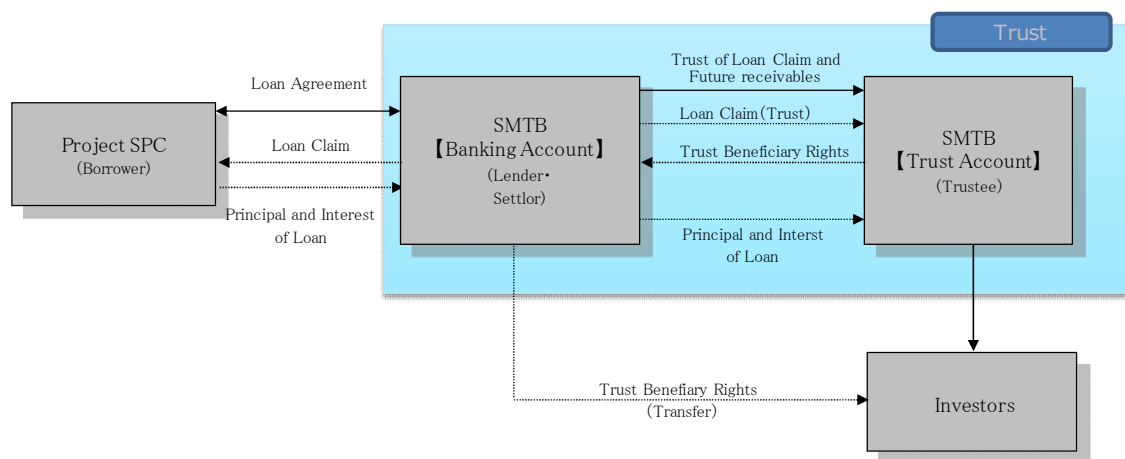 Trust
Trust of Loan Claim and
Future receivables
Loan Agreement
Loan Claim(Trust)
SMTB
【Banking Account】
(Lender・
Settlor)
SMTB
【Trust Account】
(Trustee)
Project SPC
(Borrower)
Loan Claim
Trust Beneficiary Rights
Principal and Interest
of Loan
Principal and Interst
of Loan
Trust Benefiary Rights
(Transfer)
Investors